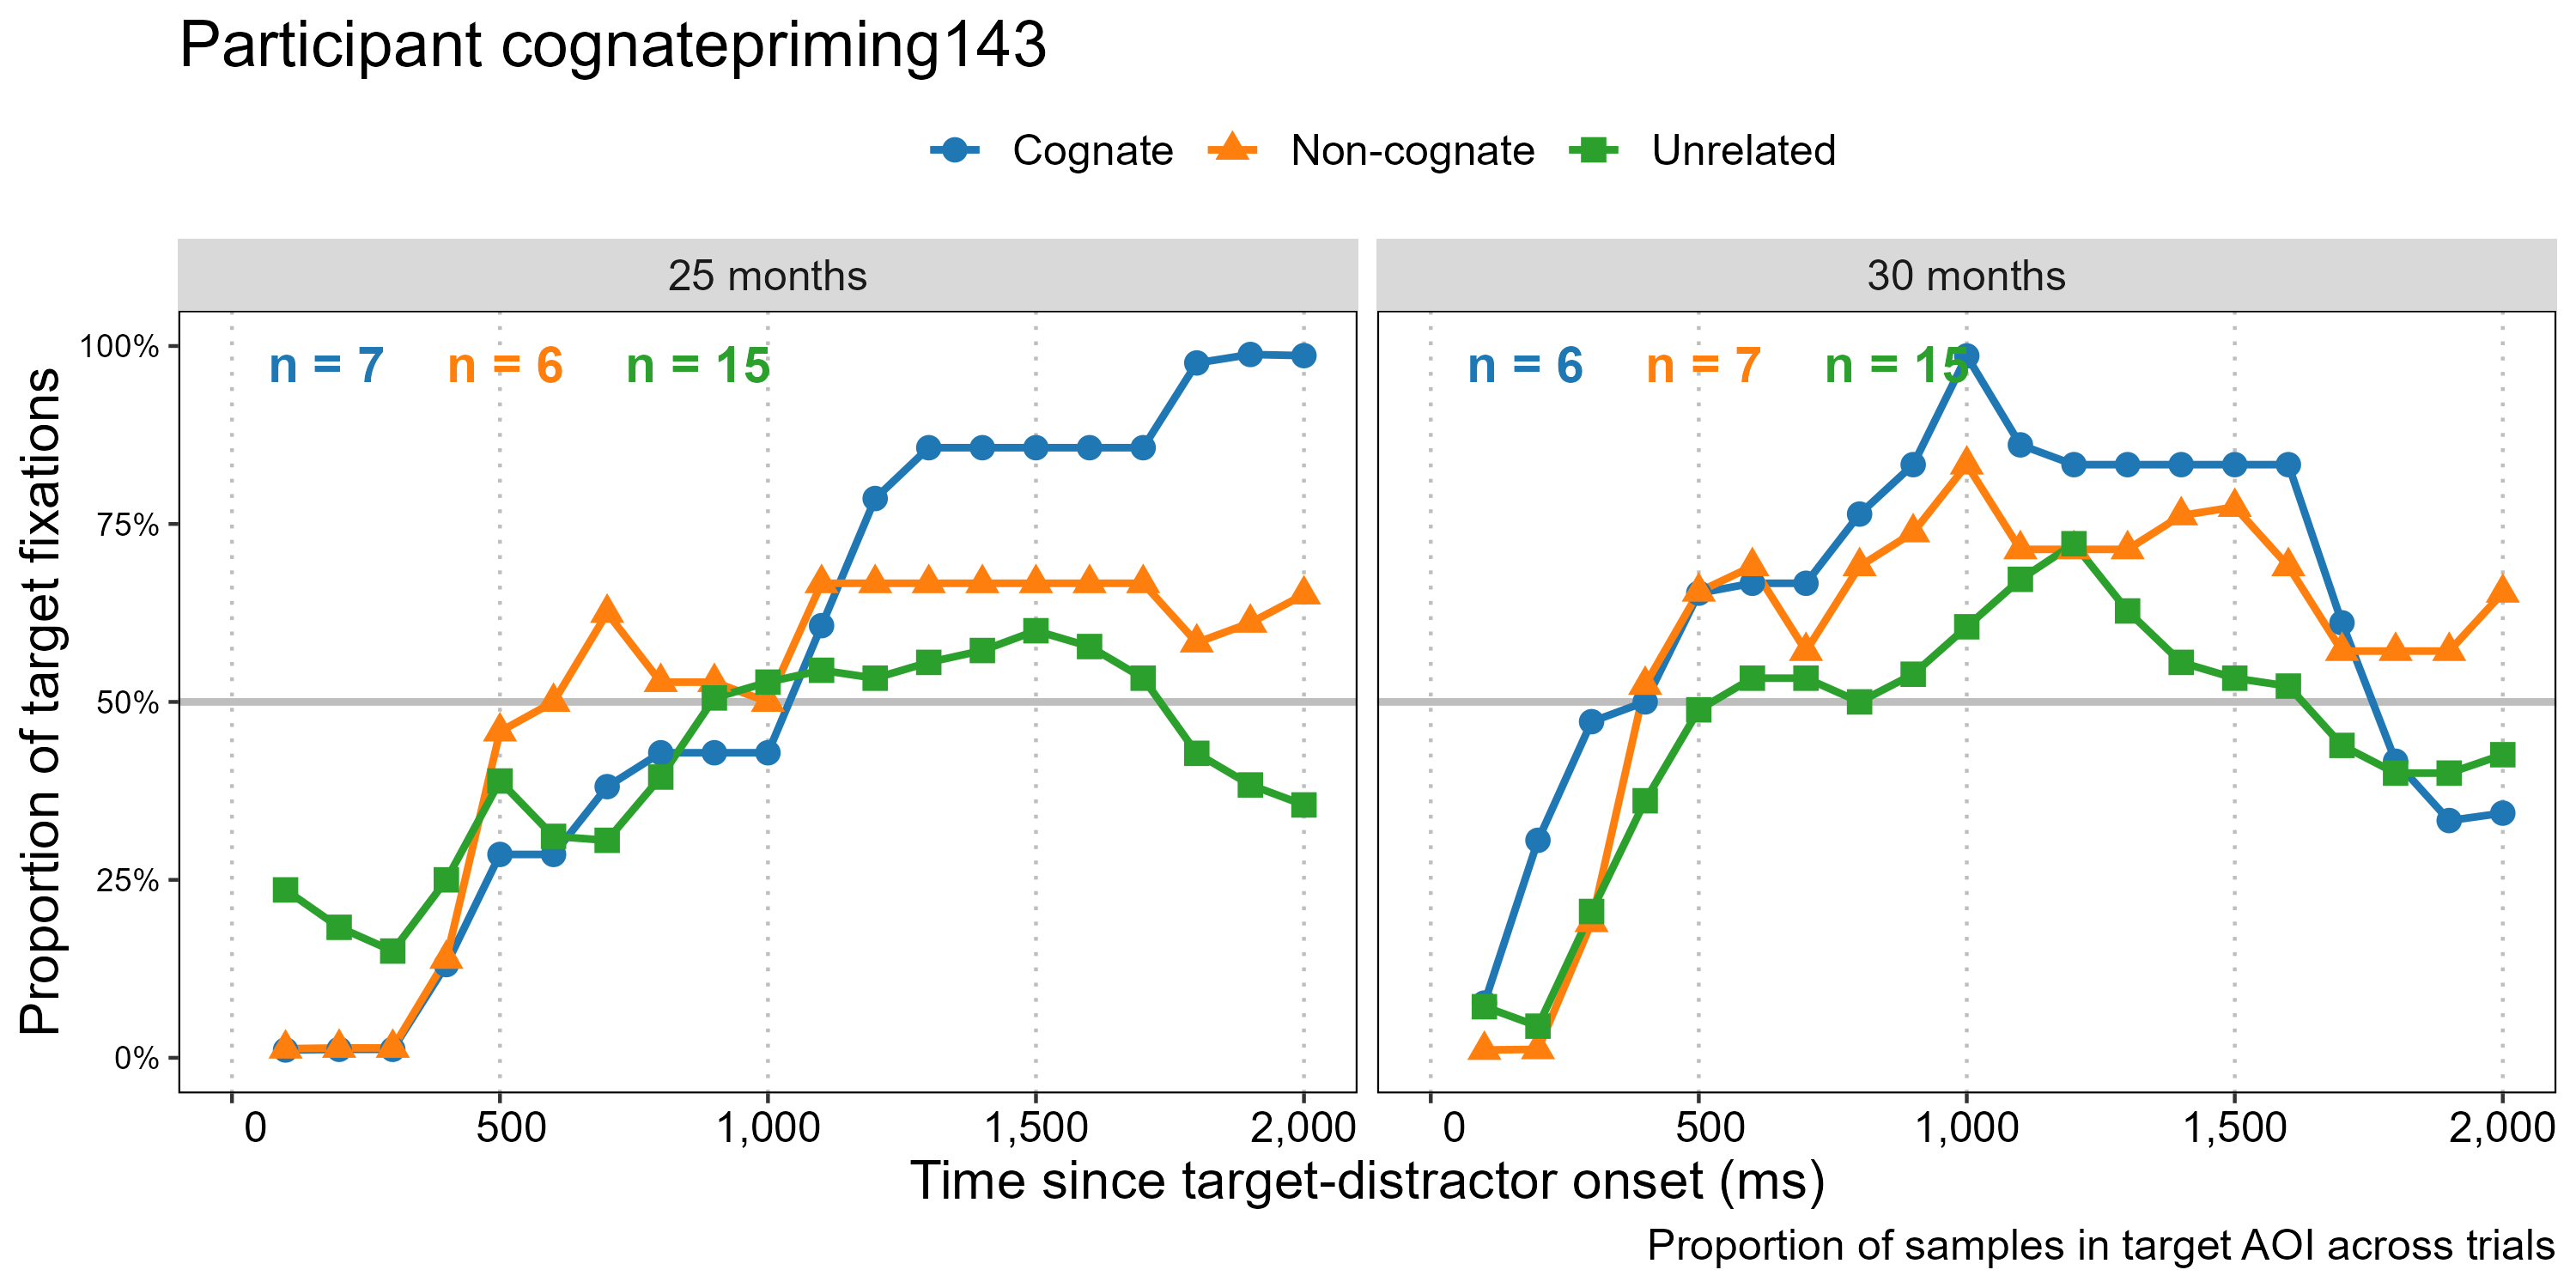 Participant cognatepriming143
Cognate Non-cognate Unrelated
25 months
30 months
n = 7 n = 6 n = 15
n = 6 n = 7 n = 15
100%
75%
50%
25%
0%
Proportion of target fixations
0 500 1,000 1,500 2,000
0 500 1,000 1,500 2,000
Time since target-distractor onset (ms)
Proportion of samples in target AOI across trials